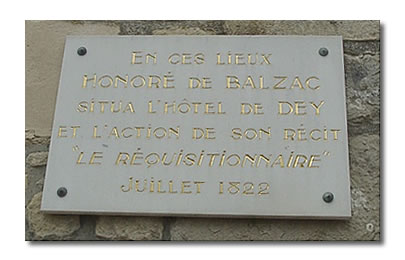 EN CES LIEUX
HONORÉ DE BALZAC
SITUA L'HÔTEL DE DEY
ET L'ACTION DE SON RÉCIT
"LE RÉQUISITIONNAIRE"
JUILLET 1822